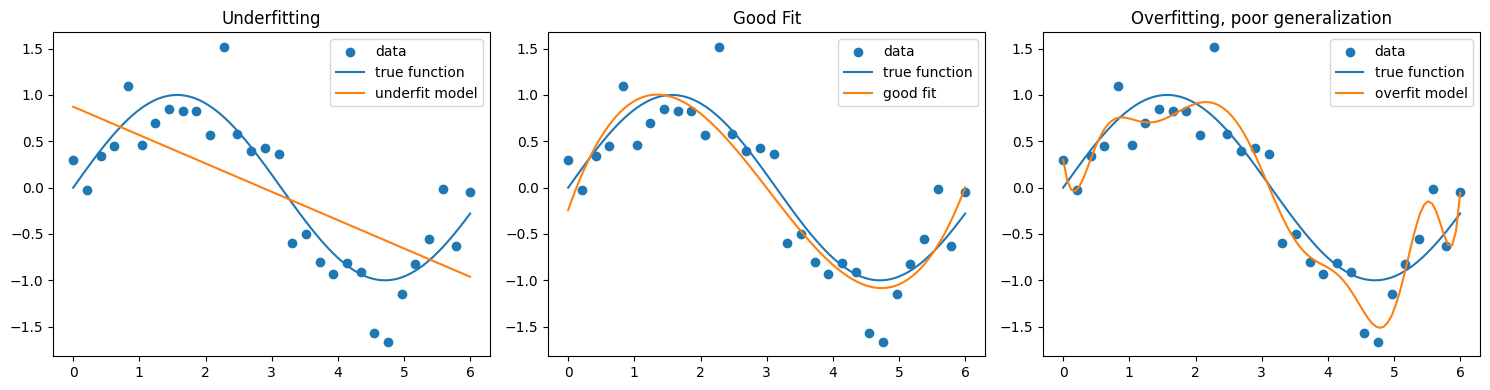 Underfitting
data
true function
underfit model
1.5
1.0
0.5
0.0
−0.5
−1.0
−1.5
0 1 2 3 4 5 6
Good Fit
data
true function
good fit
1.5
1.0
0.5
0.0
−0.5
−1.0
−1.5
0 1 2 3 4 5 6
Overfitting, poor generalization
data
true function
overfit model
1.5
1.0
0.5
0.0
−0.5
−1.0
−1.5
0 1 2 3 4 5 6